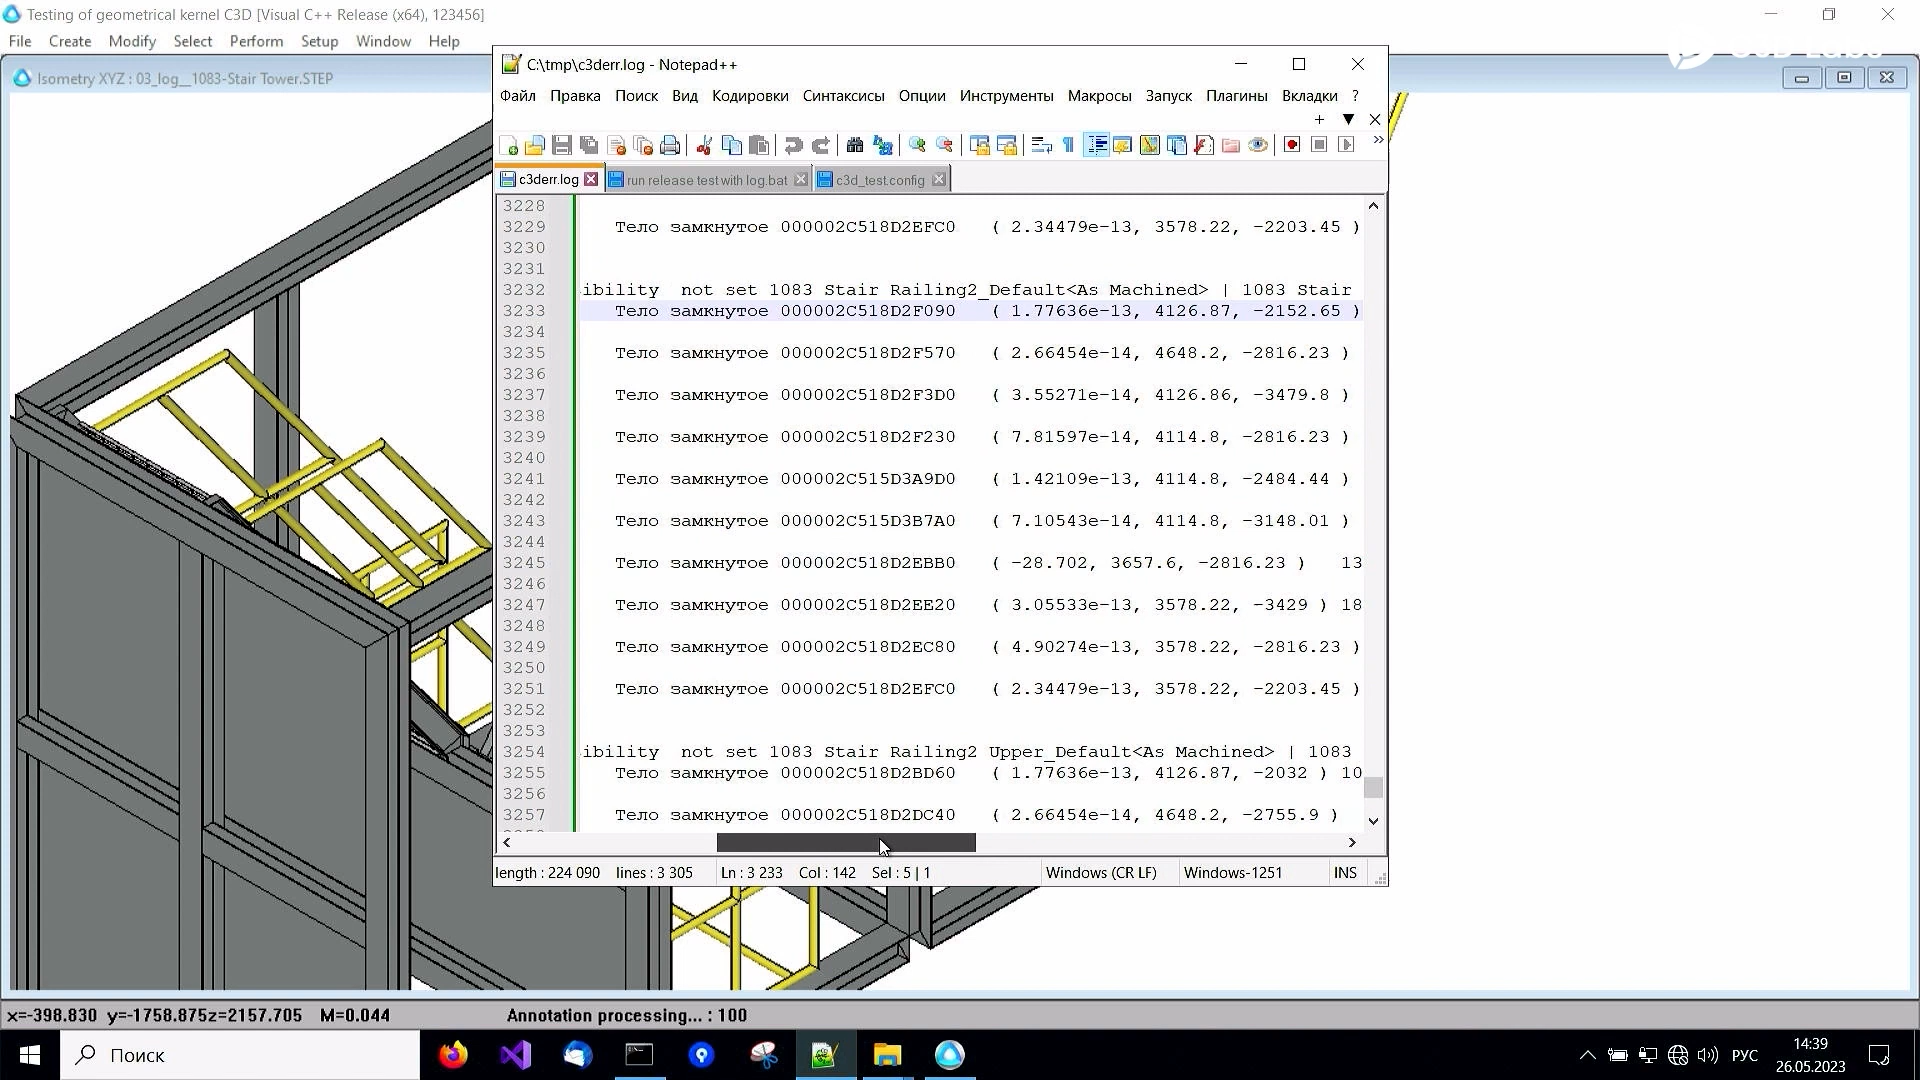 Testing of geometrical kernel C3D [Visual C++ Release (x64), 123456]
File Create Modify Select Perform Setup Window Help
Isometry XYZ : 03_log__1083-Stair Tower.STEP
C:\tmp\c3derr.log - Notepad++
Файл Правка Поиск Вид Кодировки Синтаксисы Опции Инструменты Макросы Запуск Плагины Вкладки ?
c3derr.log run release test with log.bat c3d_test.config
3228
3229 Тело замкнутое 000002C518D2EFC0 ( 2.34479e-13, 3578.22, -2203.45 )
3230
3231
3232 ibility not set 1083 Stair Railing2_Default<As Machined> | 1083 Stair
3233 Тело замкнутое 000002C518D2F090 ( 1.77636e-13, 4126.87, -2152.65 )
3234
3235 Тело замкнутое 000002C518D2F570 ( 2.66454e-14, 4648.2, -2816.23 )
3236
3237 Тело замкнутое 000002C518D2F3D0 ( 3.55271e-14, 4126.86, -3479.8 )
3238
3239 Тело замкнутое 000002C518D2F230 ( 7.81597e-14, 4114.8, -2816.23 )
3240
3241 Тело замкнутое 000002C515D3A9D0 ( 1.42109e-13, 4114.8, -2484.44 )
3242
3243 Тело замкнутое 000002C515D3B7A0 ( 7.10543e-14, 4114.8, -3148.01 )
3244
3245 Тело замкнутое 000002C518D2EBB0 ( -28.702, 3657.6, -2816.23 ) 13
3246
3247 Тело замкнутое 000002C518D2EE20 ( 3.05533e-13, 3578.22, -3429 ) 18
3248
3249 Тело замкнутое 000002C518D2EC80 ( 4.90274e-13, 3578.22, -2816.23 )
3250
3251 Тело замкнутое 000002C518D2EFC0 ( 2.34479e-13, 3578.22, -2203.45 )
3252
3253
3254 ibility not set 1083 Stair Railing2 Upper_Default<As Machined> | 1083
3255 Тело замкнутое 000002C518D2BD60 ( 1.77636e-13, 4126.87, -2032 ) 10
3256
3257 Тело замкнутое 000002C518D2DC40 ( 2.66454e-14, 4648.2, -2755.9 )
length : 224 090 lines : 3 305 Ln : 3 233 Col : 142 Sel : 5 | 1 Windows (CR LF) Windows-1251 INS
x=-398.830 y=-1758.875z=2157.705 M=0.044 Annotation processing... : 100
Поиск
РУС
14:39
26.05.2023